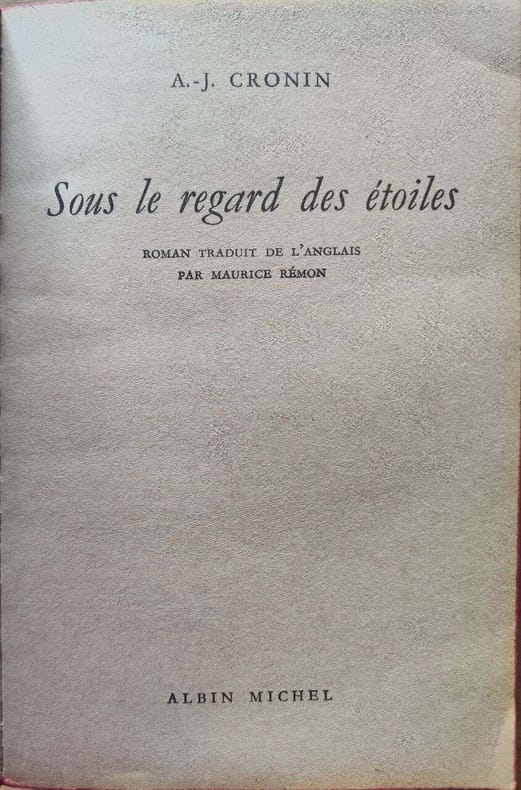 A.-J. CRONIN
Sous le regard des étoiles
ROMAN TRADUIT DE L'ANGLAIS
PAR MAURICE RÉMON
ALBIN MICHEL